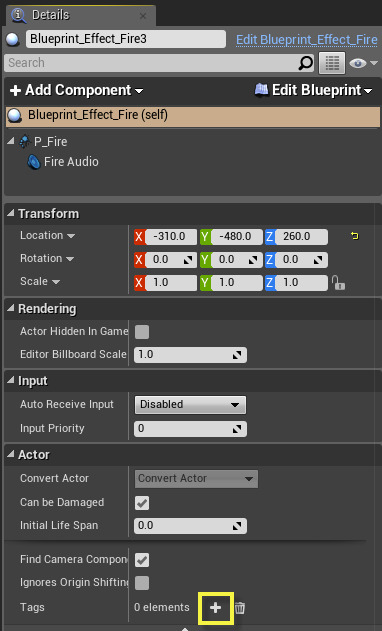 Details
Blueprint_Effect_Fire3 Edit Blueprint_Effect_Fire
Search
Add Component Edit Blueprint
Blueprint_Effect_Fire (self)
P_Fire
Fire Audio
Transform
Location X -310.0 Y -480.0 Z 260.0
Rotation X 0.0 Y 0.0 Z 0.0
Scale X 1.0 Y 1.0 Z 1.0
Rendering
Actor Hidden In Game
Editor Billboard Scale 1.0
Input
Auto Receive Input Disabled
Input Priority 0
Actor
Convert Actor Convert Actor
Can be Damaged
Initial Life Span 0.0
Find Camera Compon
Ignores Origin Shifting
Tags 0 elements